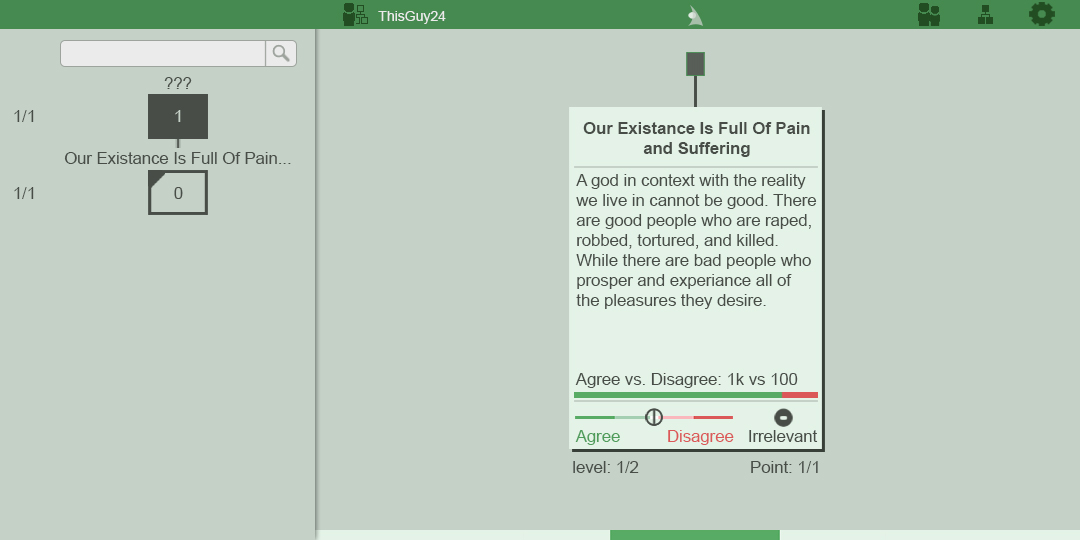 ThisGuy24
???
1/1
1
Our Existance Is Full Of Pain...
1/1
0
Our Existance Is Full Of Pain
and Suffering
A god in context with the reality
we live in cannot be good. There
are good people who are raped,
robbed, tortured, and killed.
While there are bad people who
prosper and experiance all of
the pleasures they desire.
Agree vs. Disagree: 1k vs 100
Agree
Disagree
Irrelevant
level: 1/2
Point: 1/1